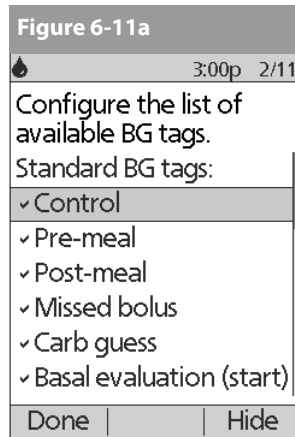 Figure 6-11a
3:00p 2/11
Configure the list of
available BG tags.
Standard BG tags:
Control
Pre-meal
Post-meal
Missed bolus
Carb guess
Basal evaluation (start)
Done Hide